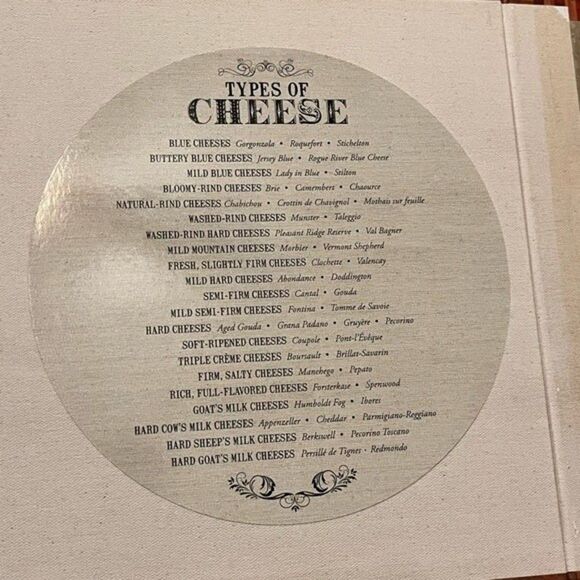 TYPES OF
CHEESE
BLUE CHEESES Gorgonzola • Roquefort • Stichelton
BUTTERY BLUE CHEESES Jersey Blue • Rogue River Blue Cheese
MILD BLUE CHEESES Lady in Blue • Stilton
BLOOMY-RIND CHEESES Brie • Camembert • Chaource
NATURAL-RIND CHEESES Chabichou • Crottin de Chavignol • Mothais sur feuille
WASHED-RIND CHEESES Munster • Taleggio
WASHED-RIND HARD CHEESES Pleasant Ridge Reserve • Val Bagner
MILD MOUNTAIN CHEESES Morbier • Vermont Shepherd
FRESH, SLIGHTLY FIRM CHEESES Clochette • Valencay
MILD HARD CHEESES Abondance • Doddington
SEMI-FIRM CHEESES Cantal • Gouda
MILD SEMI-FIRM CHEESES Fontina • Tomme de Savoie
HARD CHEESES Aged Gouda • Grana Padano • Gruyère • Pecorino
SOFT-RIPENED CHEESES Coupole • Pont-l'Évêque
TRIPLE CRÈME CHEESES Boursault • Brillat-Savarin
FIRM, SALTY CHEESES Manchego • Pepato
RICH, FULL-FLAVORED CHEESES Forsterkase • Spenwood
GOAT'S MILK CHEESES Humboldt Fog • Ibores
HARD COW'S MILK CHEESES Appenzeller • Cheddar • Parmigiano-Reggiano
HARD SHEEP'S MILK CHEESES Berkswell • Pecorino Toscano
HARD GOAT'S MILK CHEESES Persillé de Tignes • Redmondo